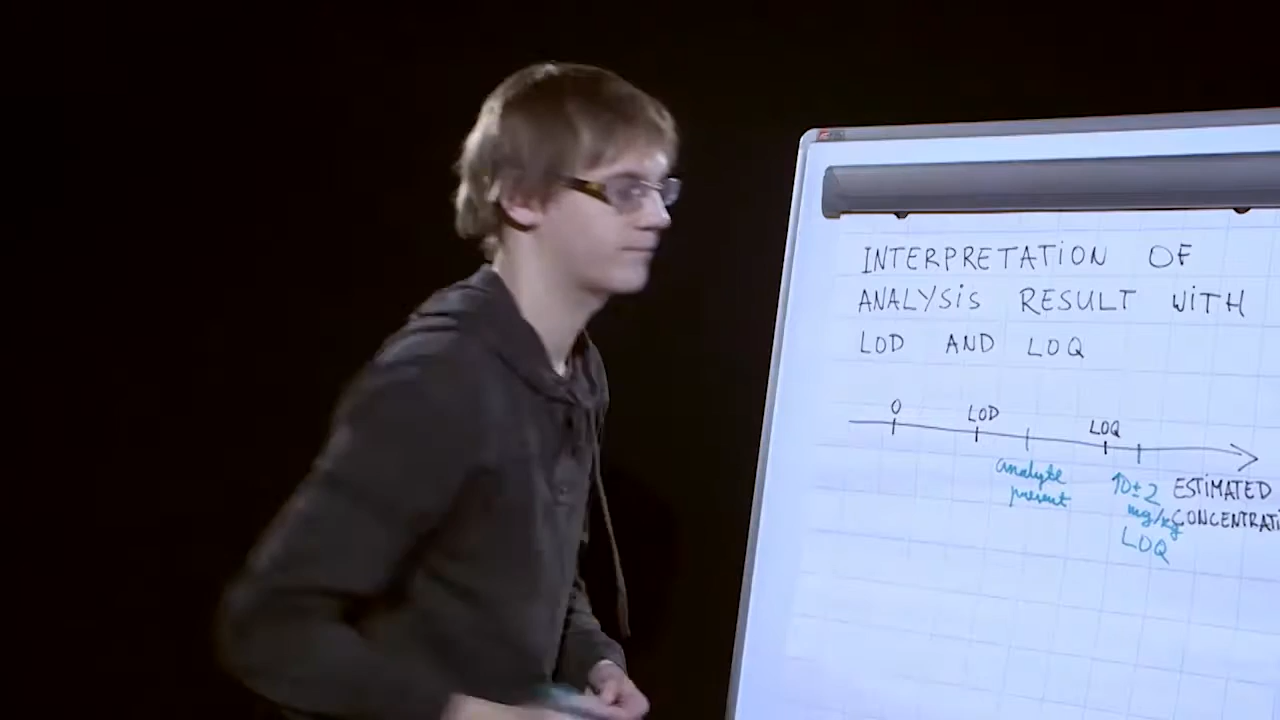 INTERPRETATION OF
ANALYSIS RESULT WITH
LOD AND LOQ
0 LOD LOQ
analyte
present
10±2
mg/kg
LOQ
ESTIMATED
CONCENTRATI